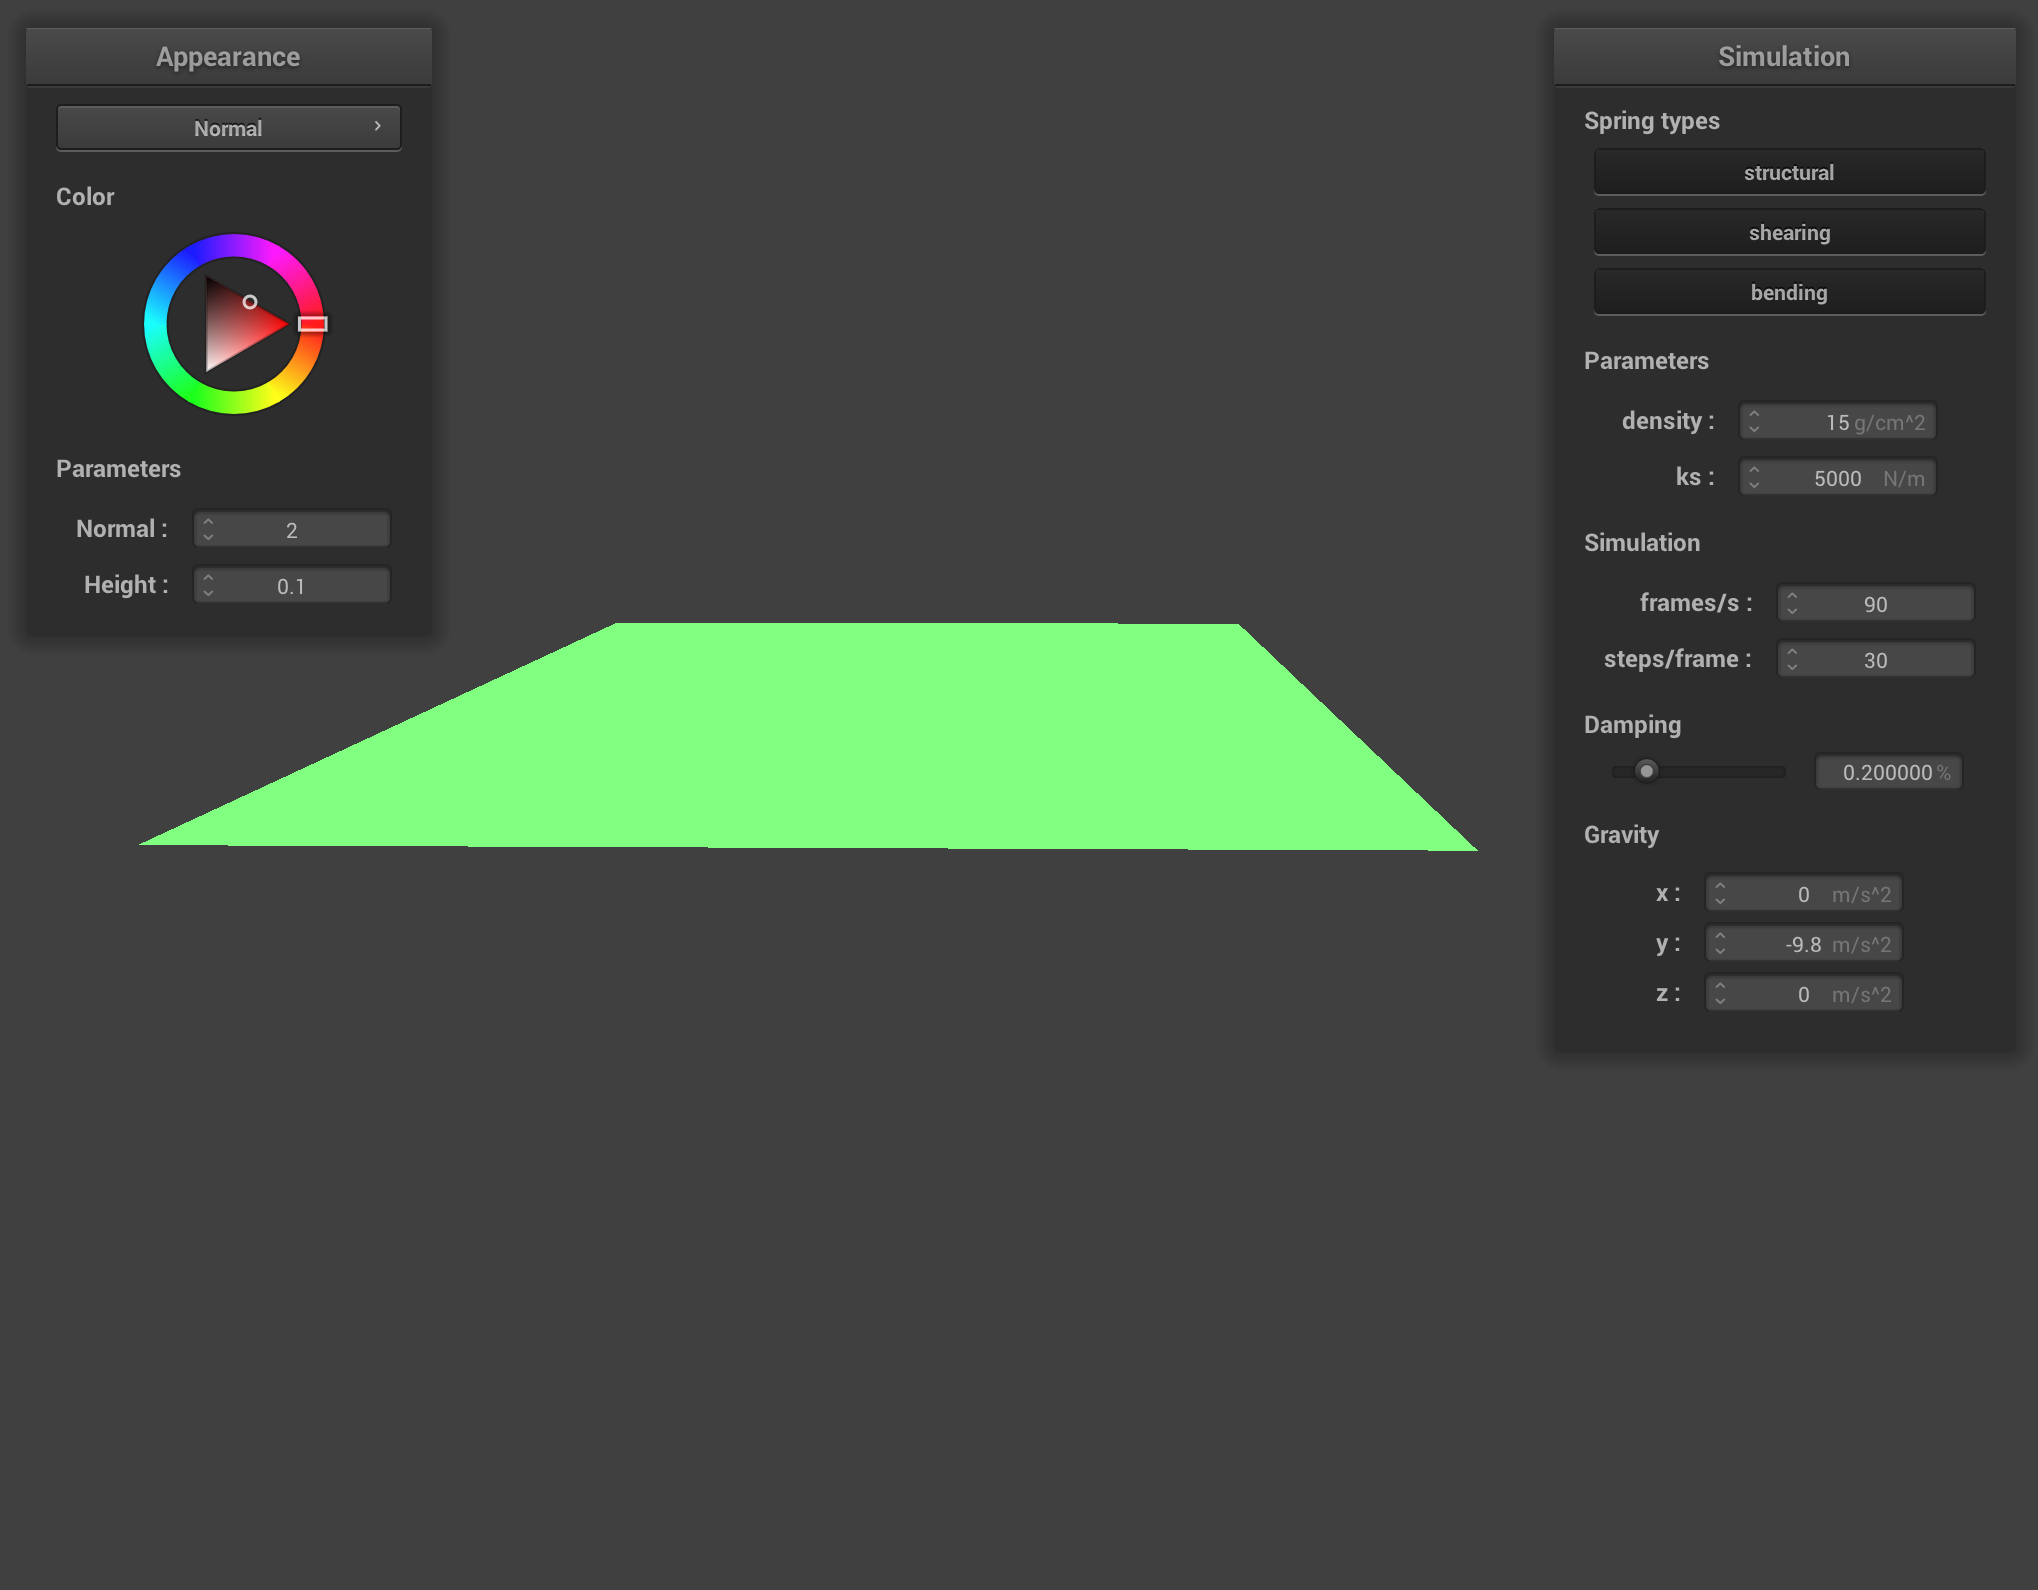 Appearance
Normal
Color
Parameters
Normal : 2
Height : 0.1
Simulation
Spring types
structural
shearing
bending
Parameters
density : 15 g/cm^2
ks : 5000 N/m
Simulation
frames/s : 90
steps/frame : 30
Damping
0.200000 %
Gravity
x : 0 m/s^2
y : -9.8 m/s^2
z : 0 m/s^2